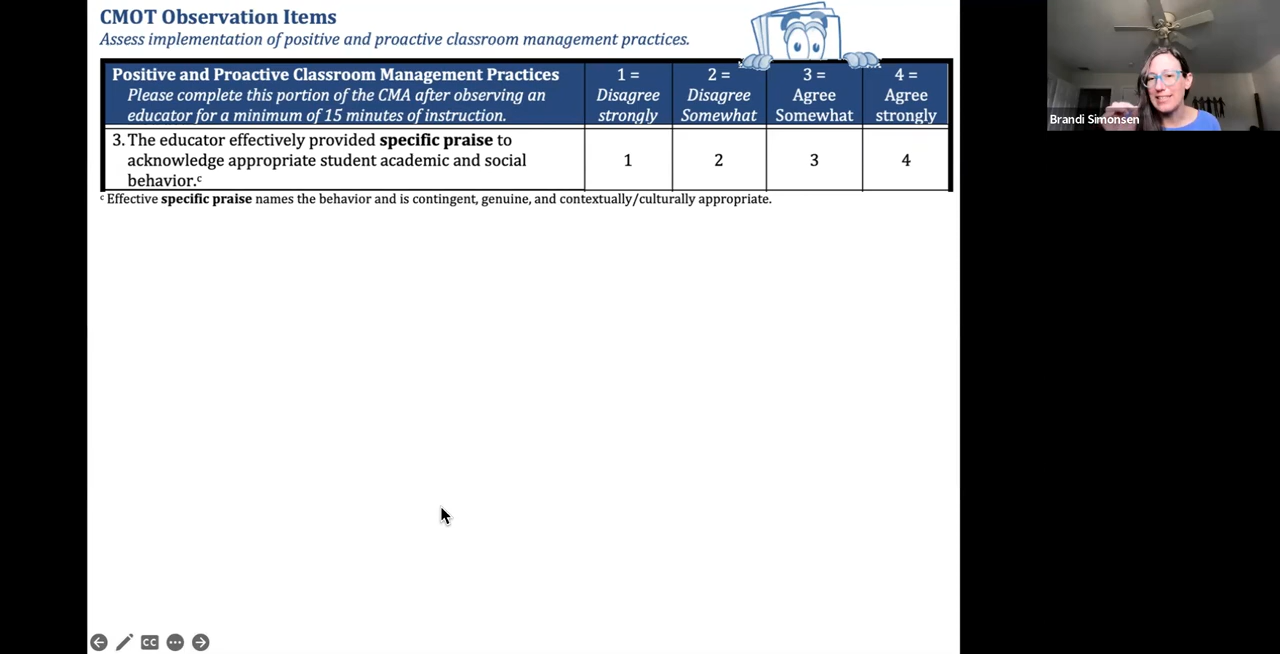 CMOT Observation Items
Assess implementation of positive and proactive classroom management practices.
Positive and Proactive Classroom Management Practices
Please complete this portion of the CMA after observing an
educator for a minimum of 15 minutes of instruction.
1 =
Disagree
strongly
2 =
Disagree
Somewhat
3 =
Agree
Somewhat
4 =
Agree
strongly
3. The educator effectively provided specific praise to
acknowledge appropriate student academic and social
behavior.ᶜ
1
2
3
4
ᶜ Effective specific praise names the behavior and is contingent, genuine, and contextually/culturally appropriate.
Brandi Simonsen
CC